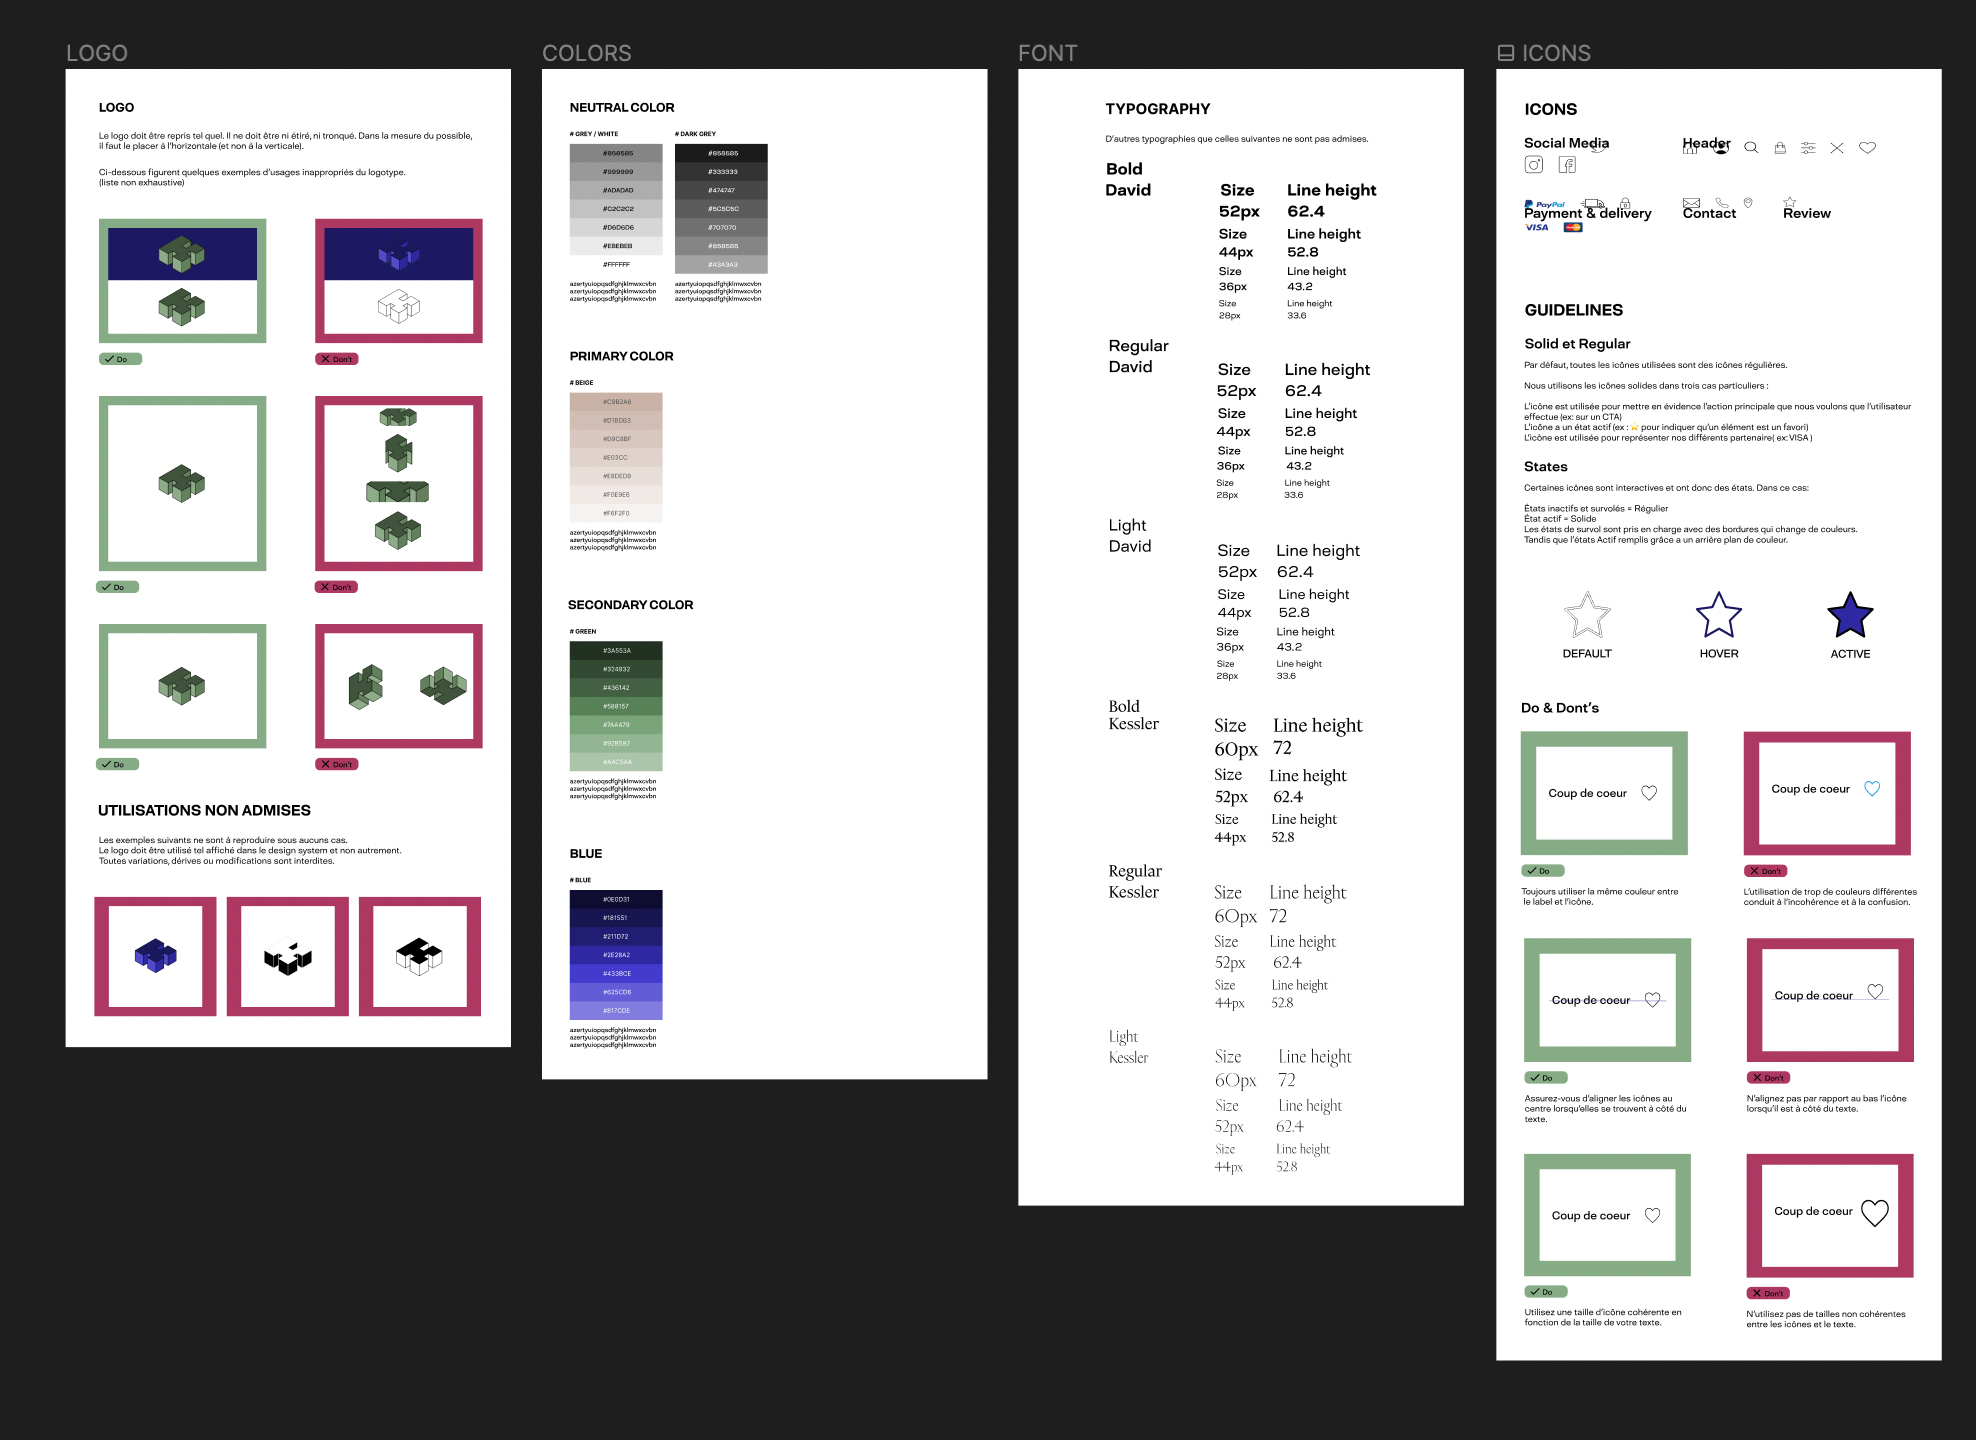 LOGO
LOGO
Le logo doit être repris tel quel. Il ne doit être ni étiré, ni tronqué. Dans la mesure du possible,
il faut le placer à l'horizontale (et non à la verticale).
Ci-dessous figurent quelques exemples d'usages inappropriés du logotype.
(liste non exhaustive)
Do
Don't
Do
Don't
Do
Don't
UTILISATIONS NON ADMISES
Les exemples suivants ne sont à reproduire sous aucuns cas.
Le logo doit être utilisé tel affiché dans le design system et non autrement.
Toutes variations, dérives ou modifications sont interdites.
COLORS
NEUTRAL COLOR
# GREY / WHITE
#858585
#999999
#ADADAD
#C2C2C2
#D6D6D6
#EBEBEB
#FFFFFF
azertyuiopqsdfghjklmwxcvbn
azertyuiopqsdfghjklmwxcvbn
azertyuiopqsdfghjklmwxcvbn
# DARK GREY
#858585
#333333
#474747
#5C5C5C
#707070
#858585
#A3A3A3
azertyuiopqsdfghjklmwxcvbn
azertyuiopqsdfghjklmwxcvbn
azertyuiopqsdfghjklmwxcvbn
PRIMARY COLOR
# BEIGE
#C9B2A6
#D1BDB3
#D9C8BF
#E03CC
#E8DED9
#F0E9E6
#F6F2F0
azertyuiopqsdfghjklmwxcvbn
azertyuiopqsdfghjklmwxcvbn
azertyuiopqsdfghjklmwxcvbn
SECONDARY COLOR
# GREEN
#3A553A
#324932
#436142
#588157
#7AA479
#92B592
#AAC5AA
azertyuiopqsdfghjklmwxcvbn
azertyuiopqsdfghjklmwxcvbn
azertyuiopqsdfghjklmwxcvbn
BLUE
# BLUE
#0E0D31
#181551
#211D72
#2E28A2
#433BCE
#625CD6
#817CDE
azertyuiopqsdfghjklmwxcvbn
azertyuiopqsdfghjklmwxcvbn
azertyuiopqsdfghjklmwxcvbn
FONT
TYPOGRAPHY
D'autres typographies que celles suivantes ne sont pas admises.
Bold
David
Size Line height
52px 62.4
Size Line height
44px 52.8
Size Line height
36px 43.2
Size Line height
28px 33.6
Regular
David
Size Line height
52px 62.4
Size Line height
44px 52.8
Size Line height
36px 43.2
Size Line height
28px 33.6
Light
David
Size Line height
52px 62.4
Size Line height
44px 52.8
Size Line height
36px 43.2
Size Line height
28px 33.6
Bold
Kessler
Size Line height
60px 72
Size Line height
52px 62.4
Size Line height
44px 52.8
Regular
Kessler
Size Line height
60px 72
Size Line height
52px 62.4
Size Line height
44px 52.8
Light
Kessler
Size Line height
60px 72
Size Line height
52px 62.4
Size Line height
44px 52.8
ICONS
ICONS
Social Media
Header
PayPal
Payment & delivery
Contact
Review
VISA
GUIDELINES
Solid et Regular
Par défaut, toutes les icônes utilisées sont des icônes régulières.
Nous utilisons les icônes solides dans trois cas particuliers :
L'icône est utilisée pour mettre en évidence l'action principale que nous voulons que l'utilisateur
effectue (ex: sur un CTA)
L'icône a un état actif (ex : ⭐ pour indiquer qu'un élément est un favori)
L'icône est utilisée pour représenter nos différents partenaire( ex: VISA )
States
Certaines icônes sont interactives et ont donc des états. Dans ce cas:
États inactifs et survolés = Régulier
État actif = Solide
Les états de survol sont pris en charge avec des bordures qui change de couleurs.
Tandis que l'états Actif remplis grâce a un arrière plan de couleur.
DEFAULT
HOVER
ACTIVE
Do & Dont's
Coup de coeur
Do
Toujours utiliser la même couleur entre
le label et l'icône.
Coup de coeur
Don't
L'utilisation de trop de couleurs différentes
conduit à l'incohérence et à la confusion.
Coup de coeur
Do
Assurez-vous d'aligner les icônes au
centre lorsqu'elles se trouvent à côté du
texte.
Coup de coeur
Don't
N'alignez pas par rapport au bas l'icône
lorsqu'il est à côté du texte.
Coup de coeur
Do
Utilisez une taille d'icône cohérente en
fonction de la taille de votre texte.
Coup de coeur
Don't
N'utilisez pas de tailles non cohérentes
entre les icônes et le texte.